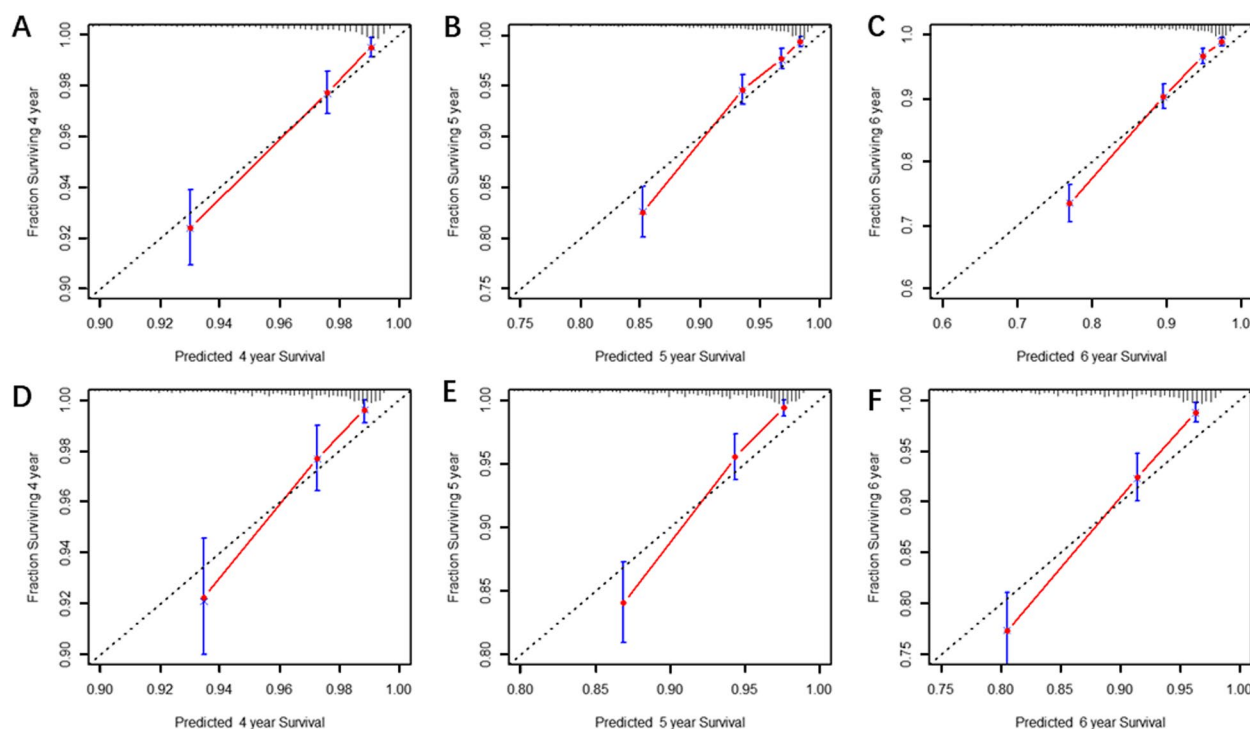 A
Fraction Surviving 4 year
1.00
0.98
0.96
0.94
0.92
0.90
0.90 0.92 0.94 0.96 0.98 1.00
Predicted 4 year Survival
B
Fraction Surviving 5 year
1.00
0.95
0.90
0.85
0.80
0.75
0.75 0.80 0.85 0.90 0.95 1.00
Predicted 5 year Survival
C
Fraction Surviving 6 year
1.0
0.9
0.8
0.7
0.6
0.6 0.7 0.8 0.9 1.0
Predicted 6 year Survival
D
Fraction Surviving 4 year
1.00
0.98
0.96
0.94
0.92
0.90
0.90 0.92 0.94 0.96 0.98 1.00
Predicted 4 year Survival
E
Fraction Surviving 5 year
1.00
0.95
0.90
0.85
0.80
0.80 0.85 0.90 0.95 1.00
Predicted 5 year Survival
F
Fraction Surviving 6 year
1.00
0.95
0.90
0.85
0.80
0.75
0.75 0.80 0.85 0.90 0.95 1.00
Predicted 6 year Survival